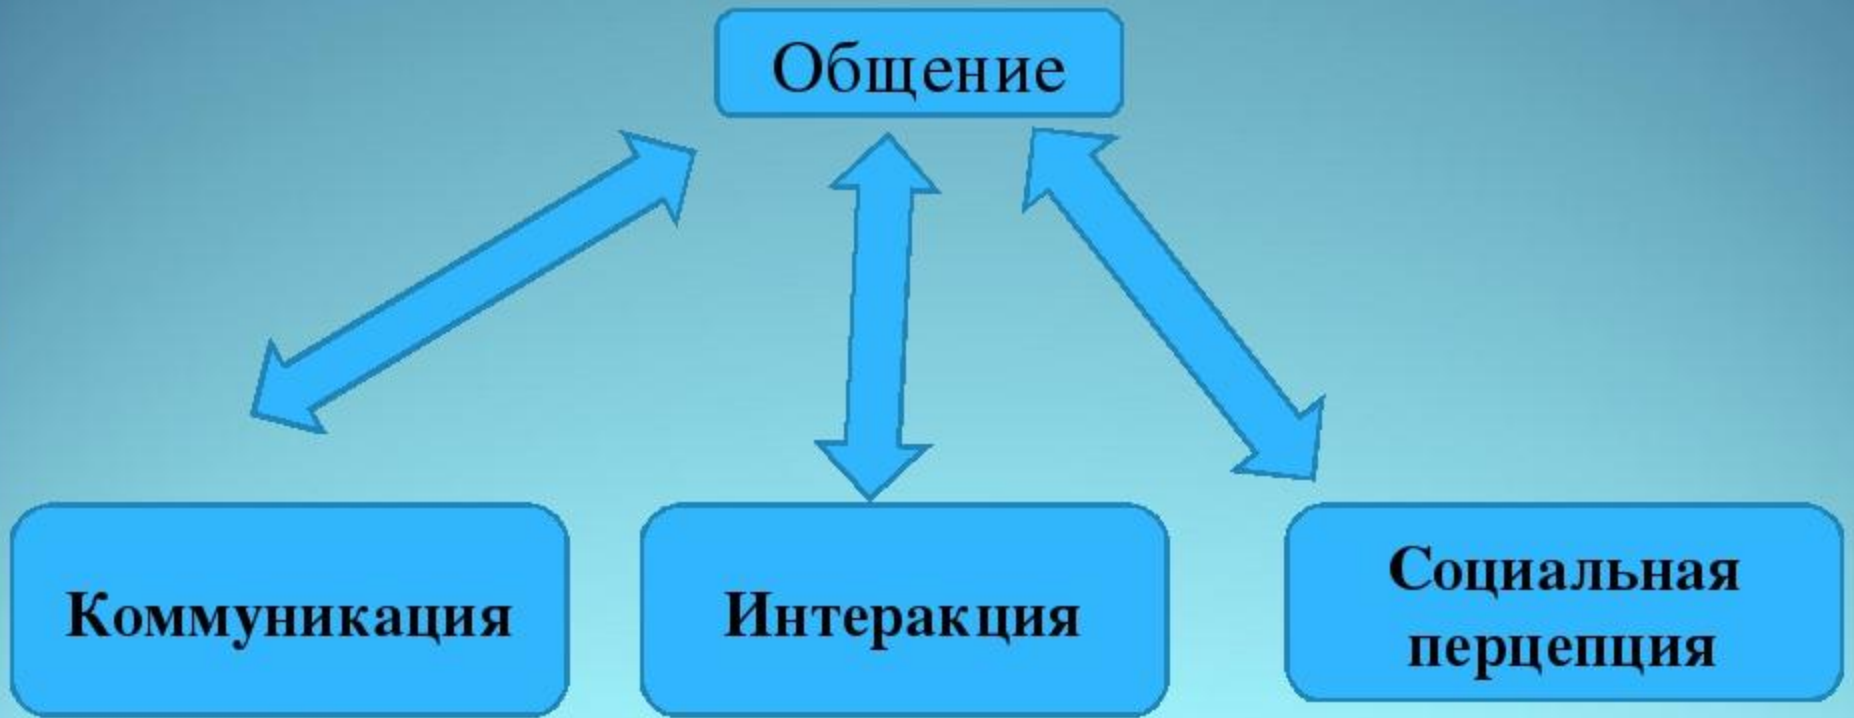 Общение
Коммуникация
Интеракция
Социальная
перцепция